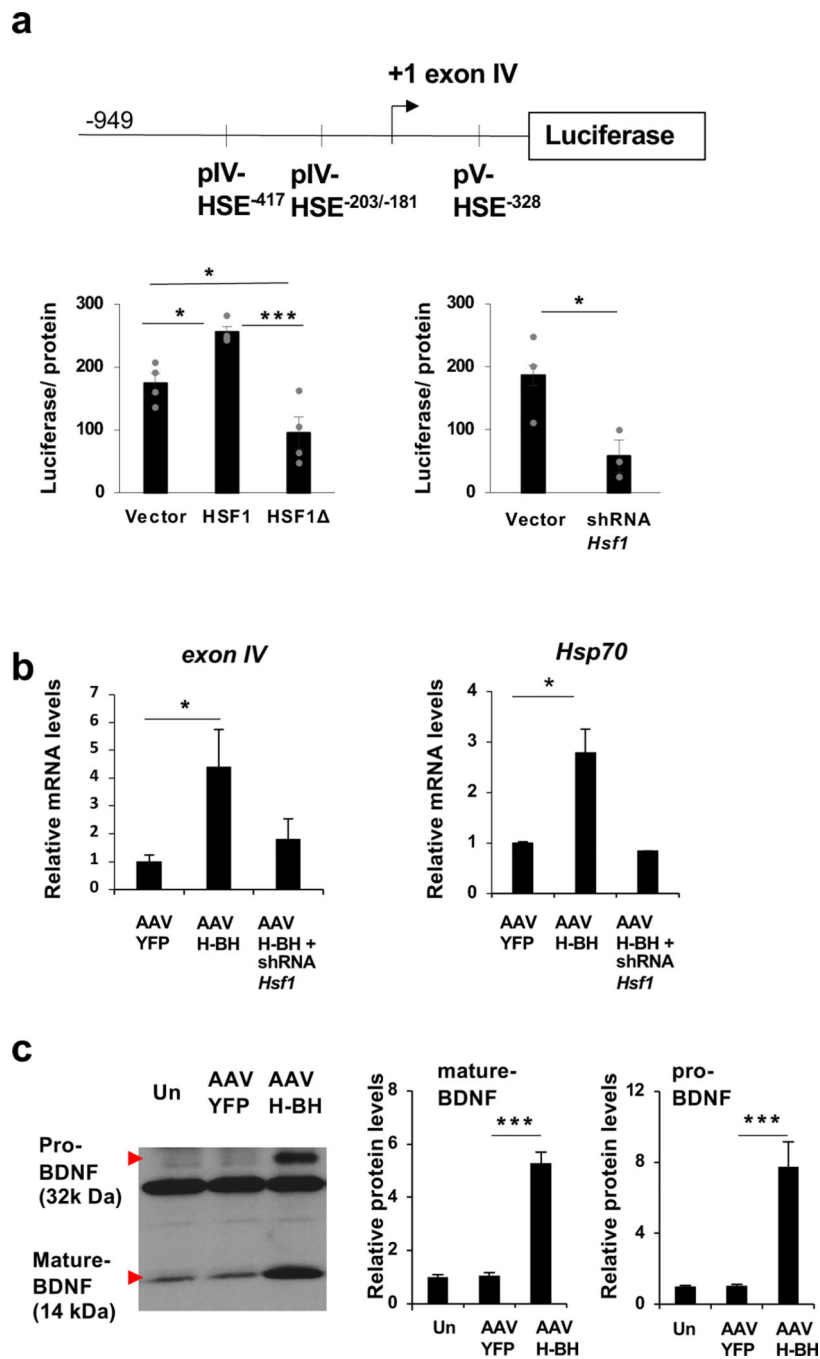 a
+1 exon IV
-949
Luciferase
pIV-
HSE-417
pIV-
HSE-203/-181
pV-
HSE-328
Luciferase/ protein
300
200
100
0
*
*
***
Vector HSF1 HSF1Δ
Luciferase/ protein
300
200
100
0
*
Vector shRNA
Hsf1
b
exon IV
Relative mRNA levels
7
6
5
4
3
2
1
0
*
AAV
YFP
AAV
H-BH
AAV
H-BH +
shRNA
Hsf1
Hsp70
Relative mRNA levels
4
3
2
1
0
*
AAV
YFP
AAV
H-BH
AAV
H-BH +
shRNA
Hsf1
c
Un
AAV
YFP
AAV
H-BH
Pro-
BDNF
(32k Da)
Mature-
BDNF
(14 kDa)
Relative protein levels
8
6
4
2
0
mature-
BDNF
***
Un
AAV
YFP
AAV
H-BH
Relative protein levels
12
8
4
0
pro-
BDNF
***
Un
AAV
YFP
AAV
H-BH